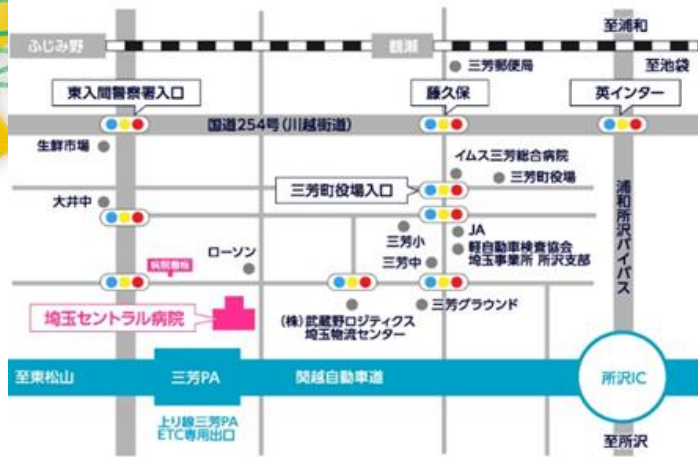 至浦和
ふじみ野
鶴瀬
至池袋
三芳郵便局
東入間警察署入口
藤久保
英インター
国道254号(川越街道)
生鮮市場
イムス三芳総合病院
三芳町役場
三芳町役場入口
大井中
浦和所沢バイパス
三芳小
JA
軽自動車検査協会
埼玉事業所 所沢支部
ローソン
三芳中
病院看板
埼玉セントラル病院
(株)武蔵野ロジティクス
埼玉物流センター
三芳グラウンド
至東松山
三芳PA
関越自動車道
所沢IC
上り線三芳PA
ETC専用出口
至所沢